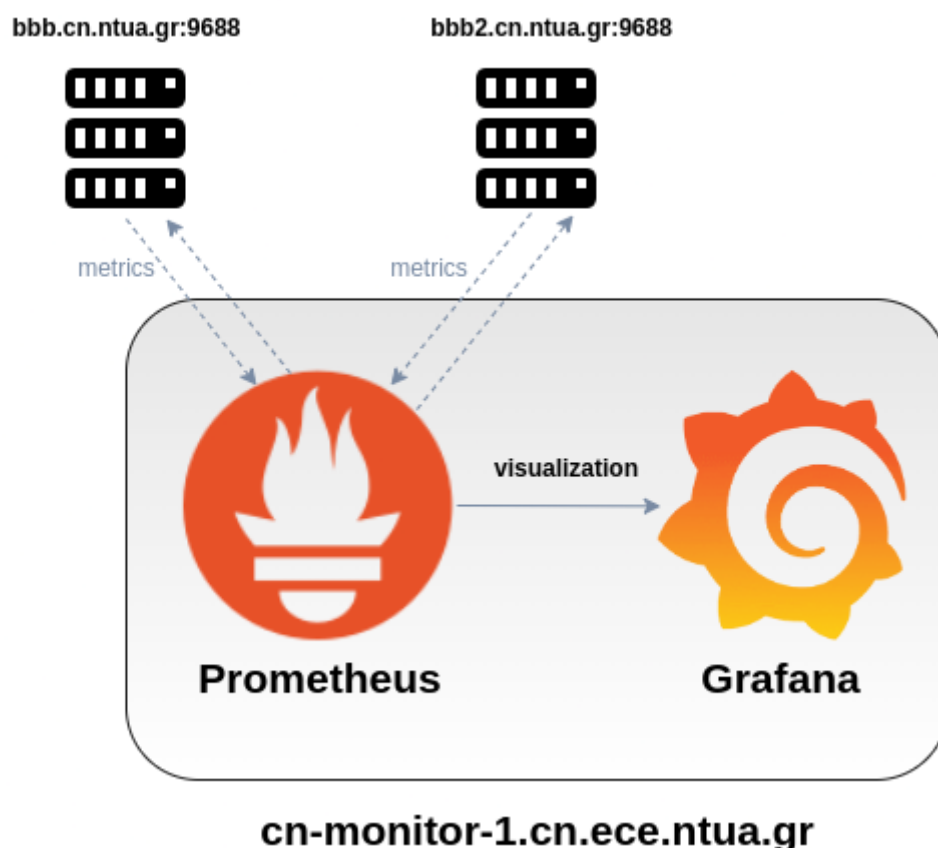 bbb.cn.ntua.gr:9688
bbb2.cn.ntua.gr:9688
metrics
metrics
visualization
Prometheus
Grafana
cn-monitor-1.cn.ece.ntua.gr